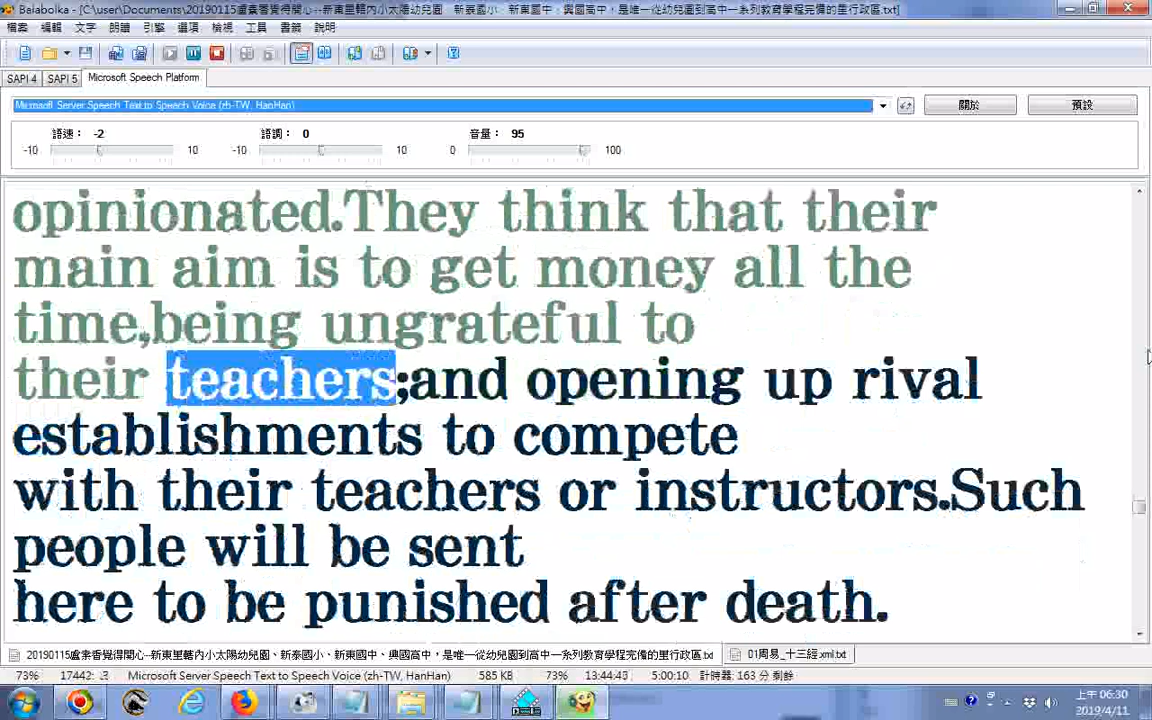 Balabolka - [C:\user\Documents\20190115盧素香覺得開心--新東里轄內小太陽幼兒園、新泰國小、新東國中、興國高中，是唯一從幼兒園到高中一系列教育學程完備的里行政區.txt]
檔案 編輯 文字 朗讀 引擎 選項 檢視 工具 書籤 說明
SAPI 4 SAPI 5 Microsoft Speech Platform
Microsoft Server Speech Text to Speech Voice (zh-TW, HanHan)
關於 預設
語速： -2 語調： 0 音量： 95
-10 10 -10 10 0 100
opinionated.They think that their
main aim is to get money all the
time,being ungrateful to
their teachers;and opening up rival
establishments to compete
with their teachers or instructors.Such
people will be sent
here to be punished after death.
20190115盧素香覺得開心--新東里轄內小太陽幼兒園、新泰國小、新東國中、興國高中，是唯一從幼兒園到高中一系列教育學程完備的里行政區.txt 01周易_十三經.xml.txt
73% 17442: Microsoft Server Speech Text to Speech Voice (zh-TW, HanHan) 585 KB 73% 13:44:43 5:00:10 計時器: 163 分 剩餘
上午 06:30
2019/4/11